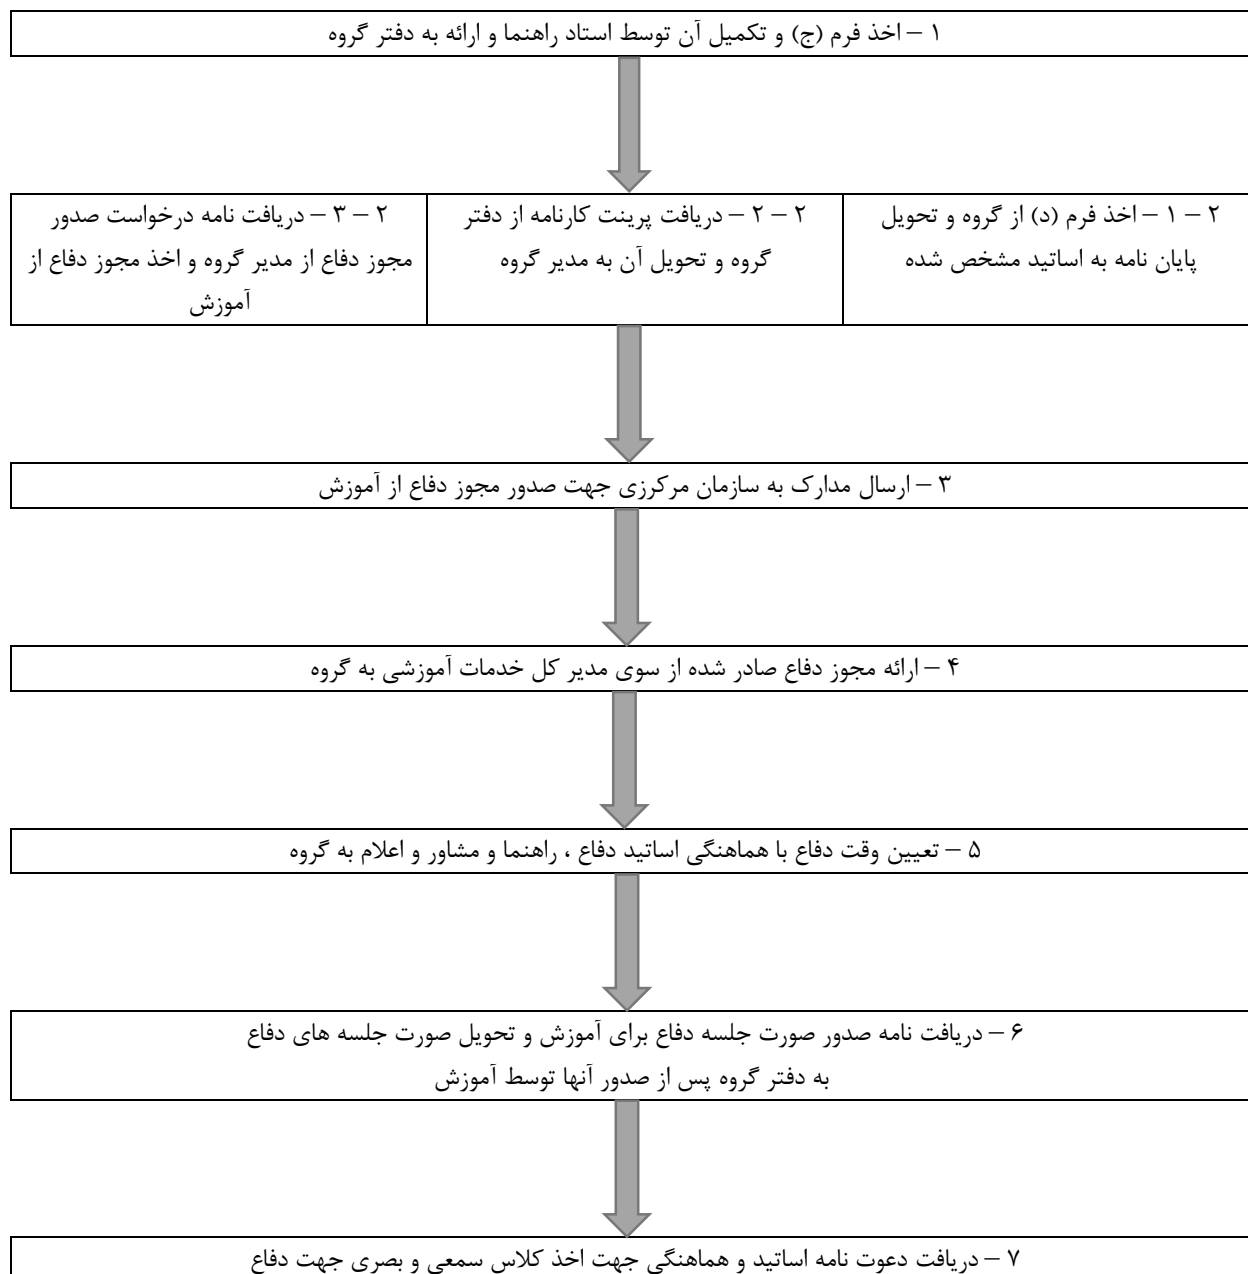 ۱ – اخذ فرم (ج) و تکمیل آن توسط استاد راهنما و ارائه به دفتر گروه
۲ – ۱ – اخذ فرم (د) از گروه و تحویل
پایان نامه به اساتید مشخص شده
۲ – ۲ – دریافت پرینت کارنامه از دفتر
گروه و تحویل آن به مدیر گروه
۲ – ۳ – دریافت نامه درخواست صدور
مجوز دفاع از مدیر گروه و اخذ مجوز دفاع از
آموزش
۳ – ارسال مدارک به سازمان مرکزی جهت صدور مجوز دفاع از آموزش
۴ – ارائه مجوز دفاع صادر شده از سوی مدیر کل خدمات آموزشی به گروه
۵ – تعیین وقت دفاع با هماهنگی اساتید دفاع ، راهنما و مشاور و اعلام به گروه
۶ – دریافت نامه صدور صورت جلسه دفاع برای آموزش و تحویل صورت جلسه های دفاع
به دفتر گروه پس از صدور آنها توسط آموزش
۷ – دریافت دعوت نامه اساتید و هماهنگی جهت اخذ کلاس سمعی و بصری جهت دفاع